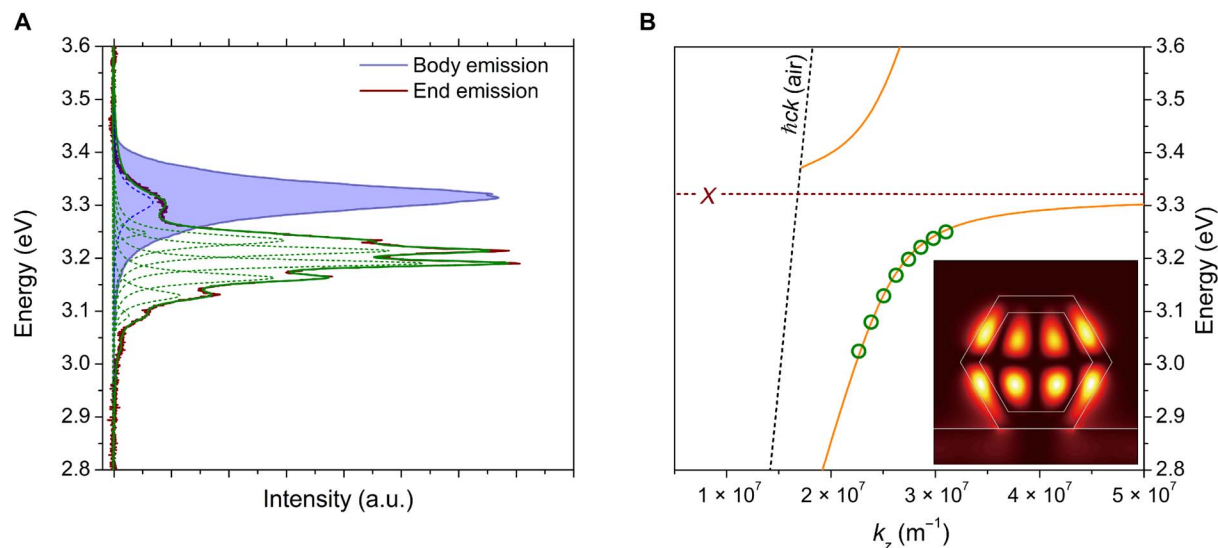 A
3.6
3.5
3.4
3.3
3.2
3.1
3.0
2.9
2.8
Energy (eV)
Body emission
End emission
Intensity (a.u.)
B
ħck (air)
X
3.6
3.5
3.4
3.3
3.2
3.1
3.0
2.9
2.8
Energy (eV)
1 × 10⁷
2 × 10⁷
3 × 10⁷
4 × 10⁷
5 × 10⁷
k_z (m⁻¹)